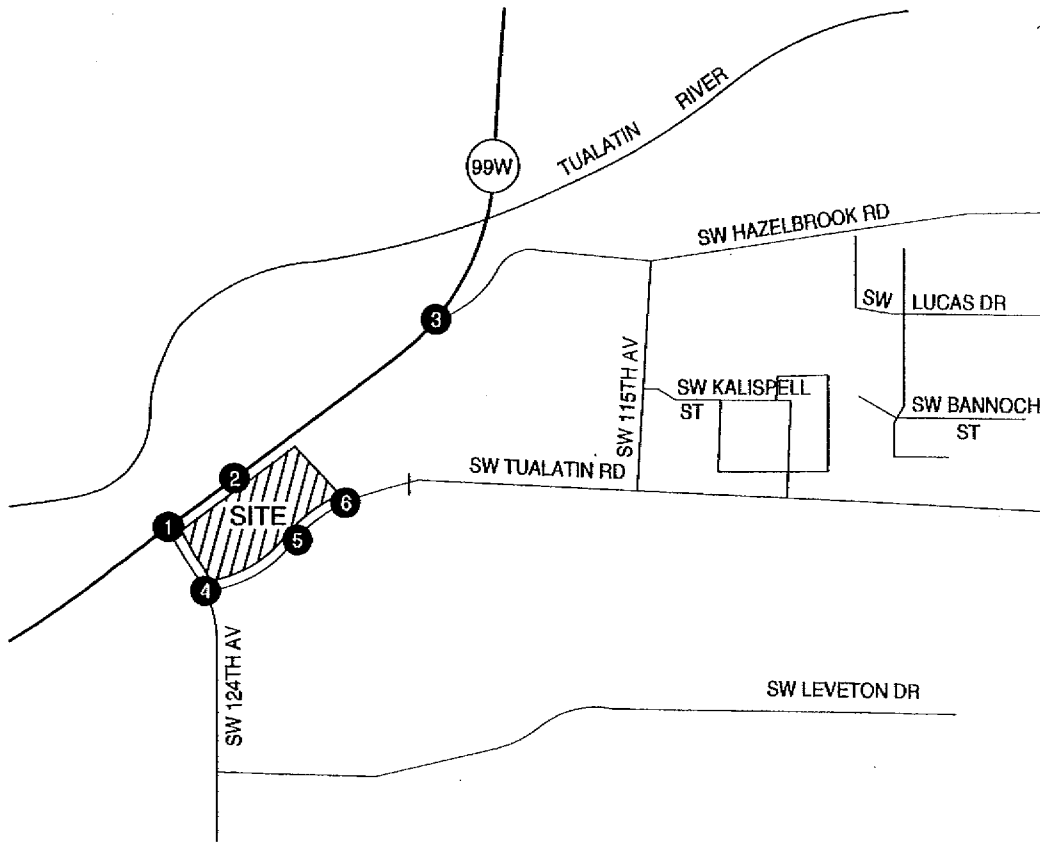 99W
TUALATIN RIVER
SW HAZELBROOK RD
SW LUCAS DR
3
SW 115TH AV
SW KALISPELL
ST
SW BANNOCH
ST
SW TUALATIN RD
2
6
SITE
1
5
4
SW 124TH AV
SW LEVETON DR